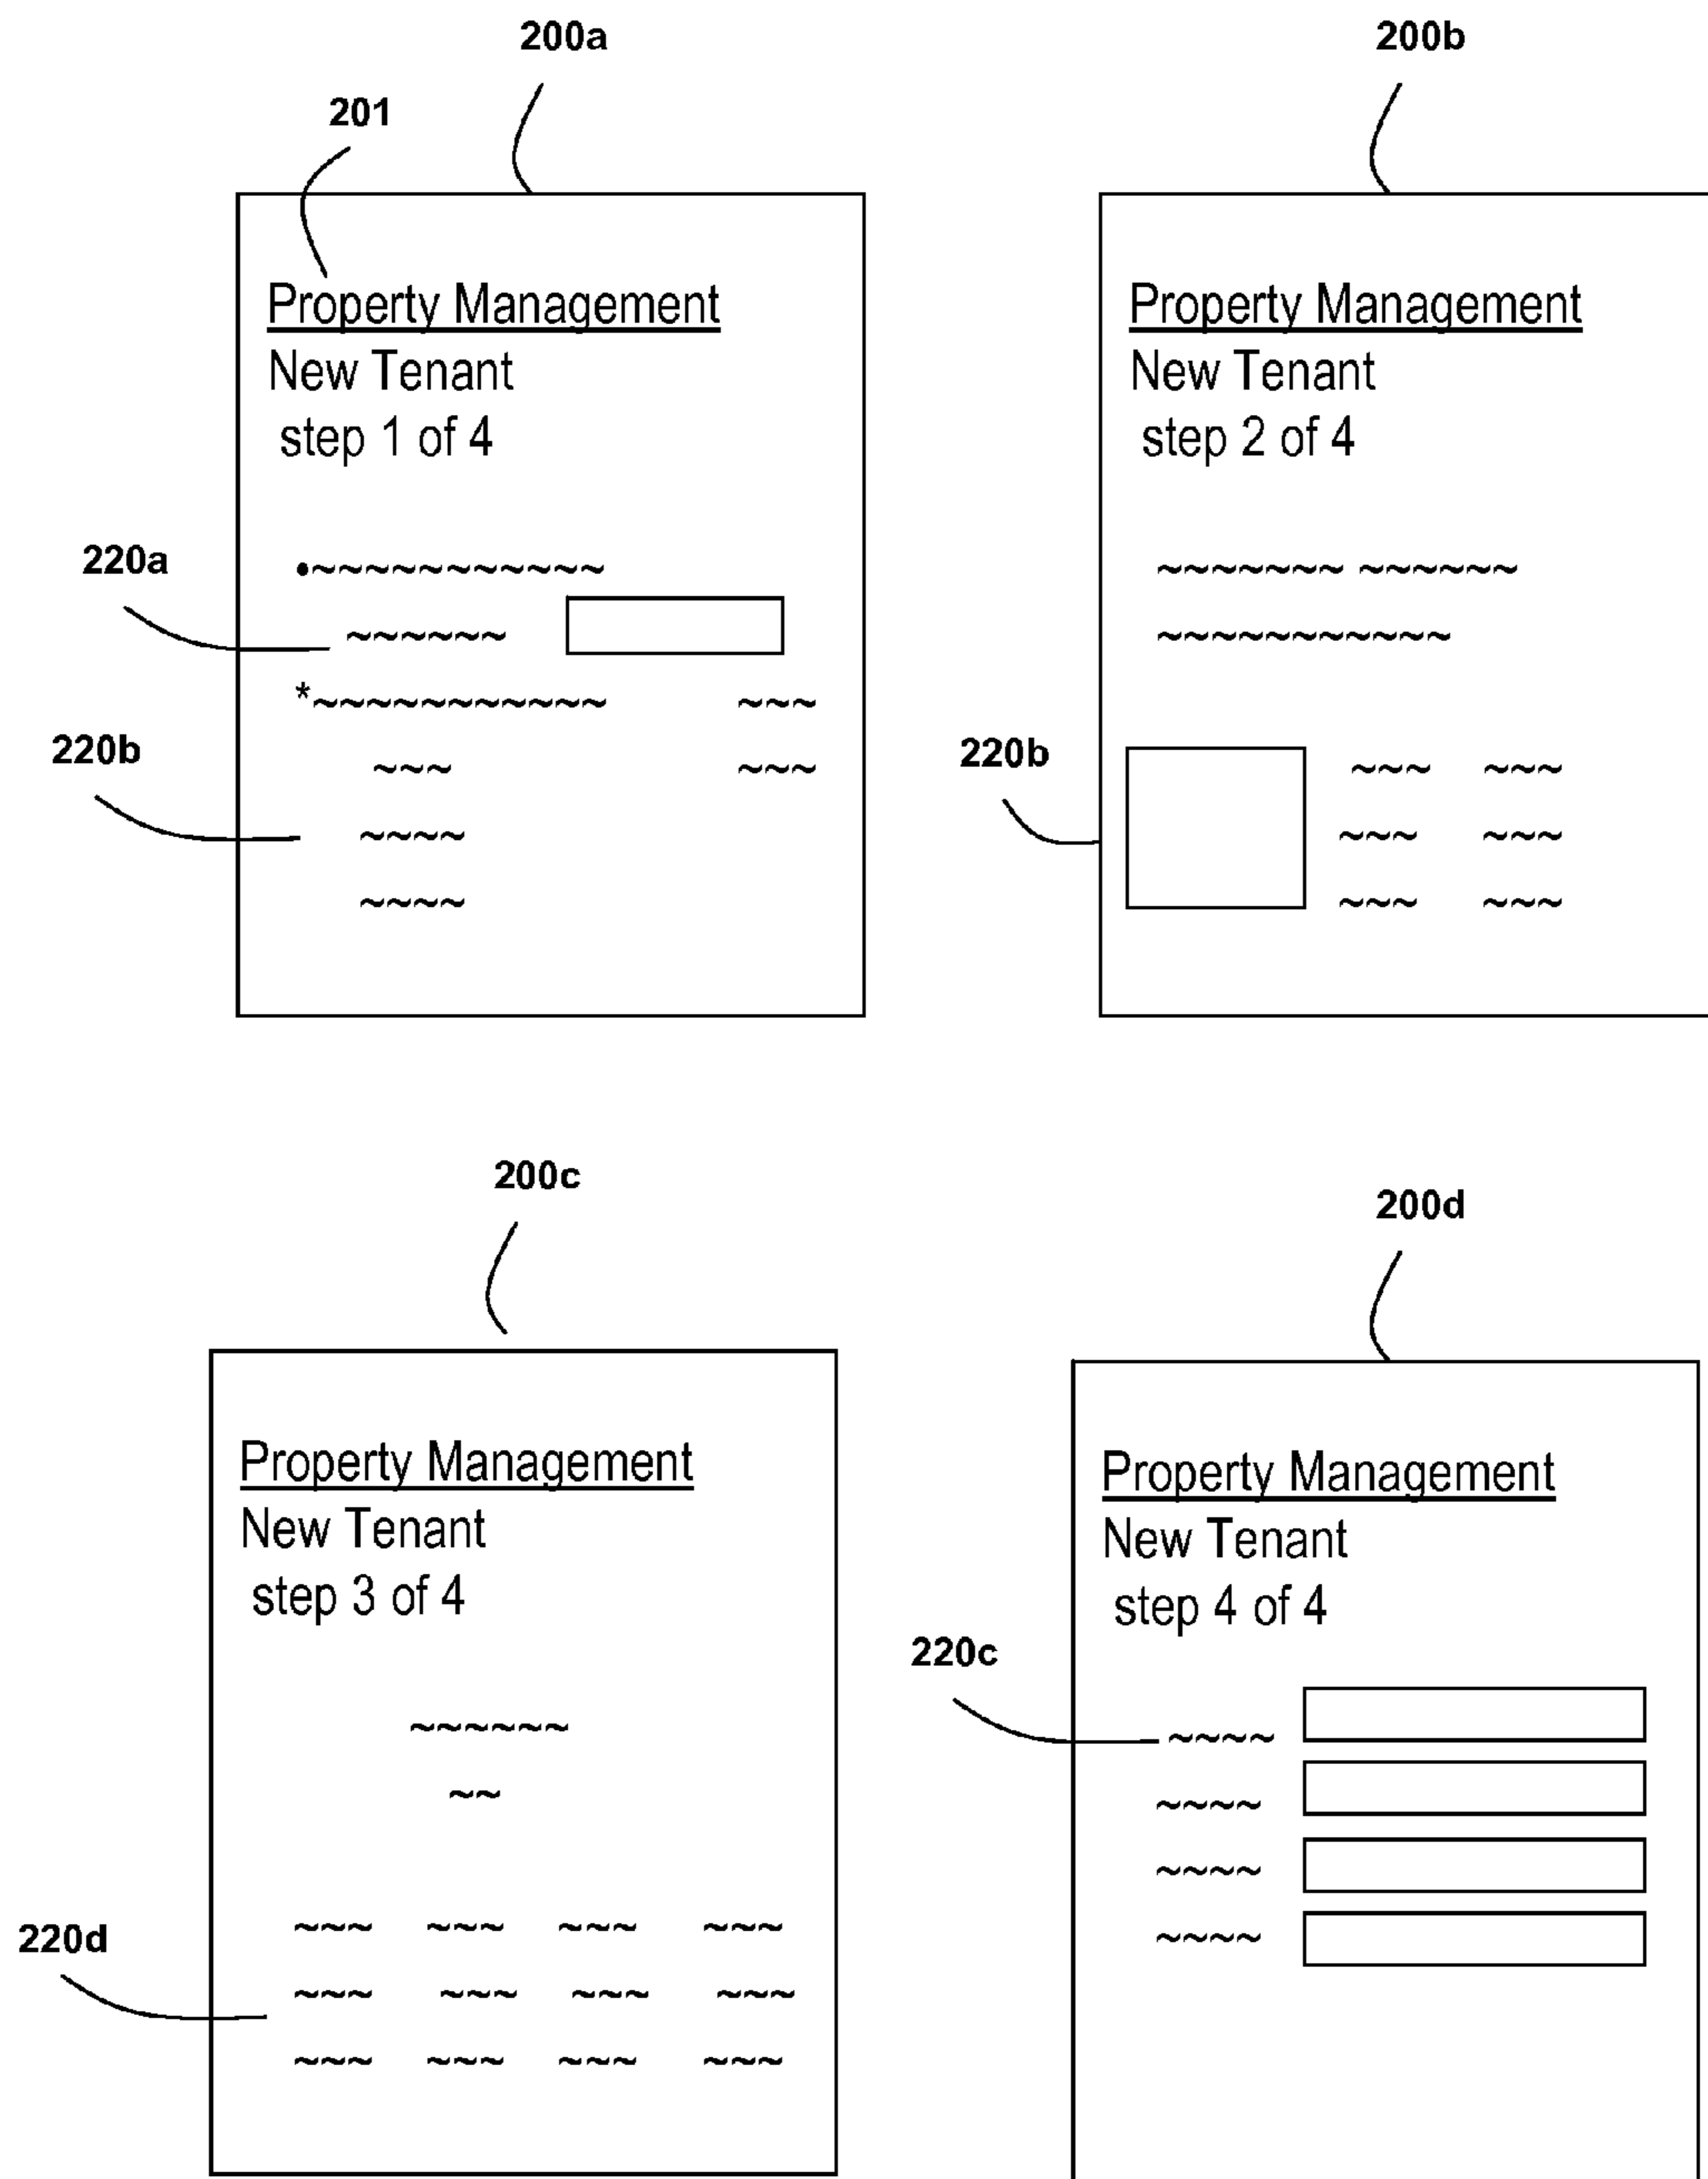 200a
200b
201
Property Management
New Tenant
step 1 of 4
220a
•~~~~~~~~~~~
~~~~~~
*~~~~~~~~~~~ ~~~
220b
~~~ ~~~
~~~~
~~~~
Property Management
New Tenant
step 2 of 4
~~~~~~~ ~~~~~~
~~~~~~~~~~~
220b
~~~ ~~~
~~~ ~~~
~~~ ~~~
200c
200d
Property Management
New Tenant
step 3 of 4
~~~~~~
~~
220d
~~~ ~~~ ~~~ ~~~
~~~ ~~~ ~~~ ~~~
~~~ ~~~ ~~~ ~~~
Property Management
New Tenant
step 4 of 4
220c
~~~~
~~~~
~~~~
~~~~